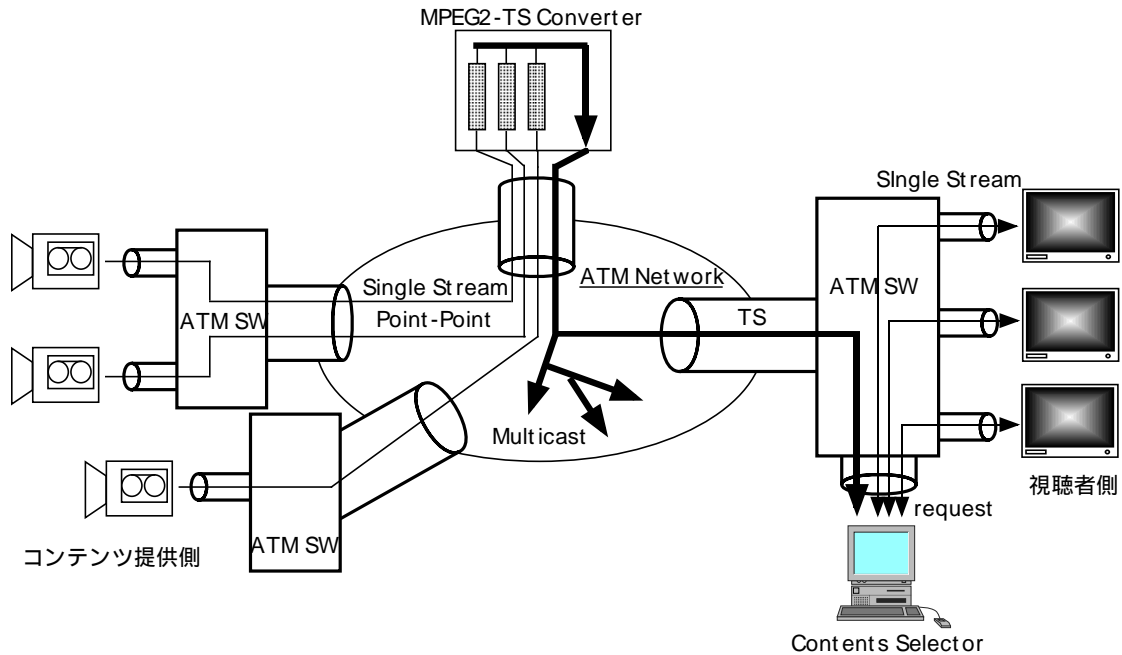 MPEG2-TS Converter
SIngle Stream
ATM Network
Single Stream
Point-Point
ATM SW
ATM SW
TS
Multicast
ATM SW
コンテンツ提供側
視聴者側
request
Contents Selector